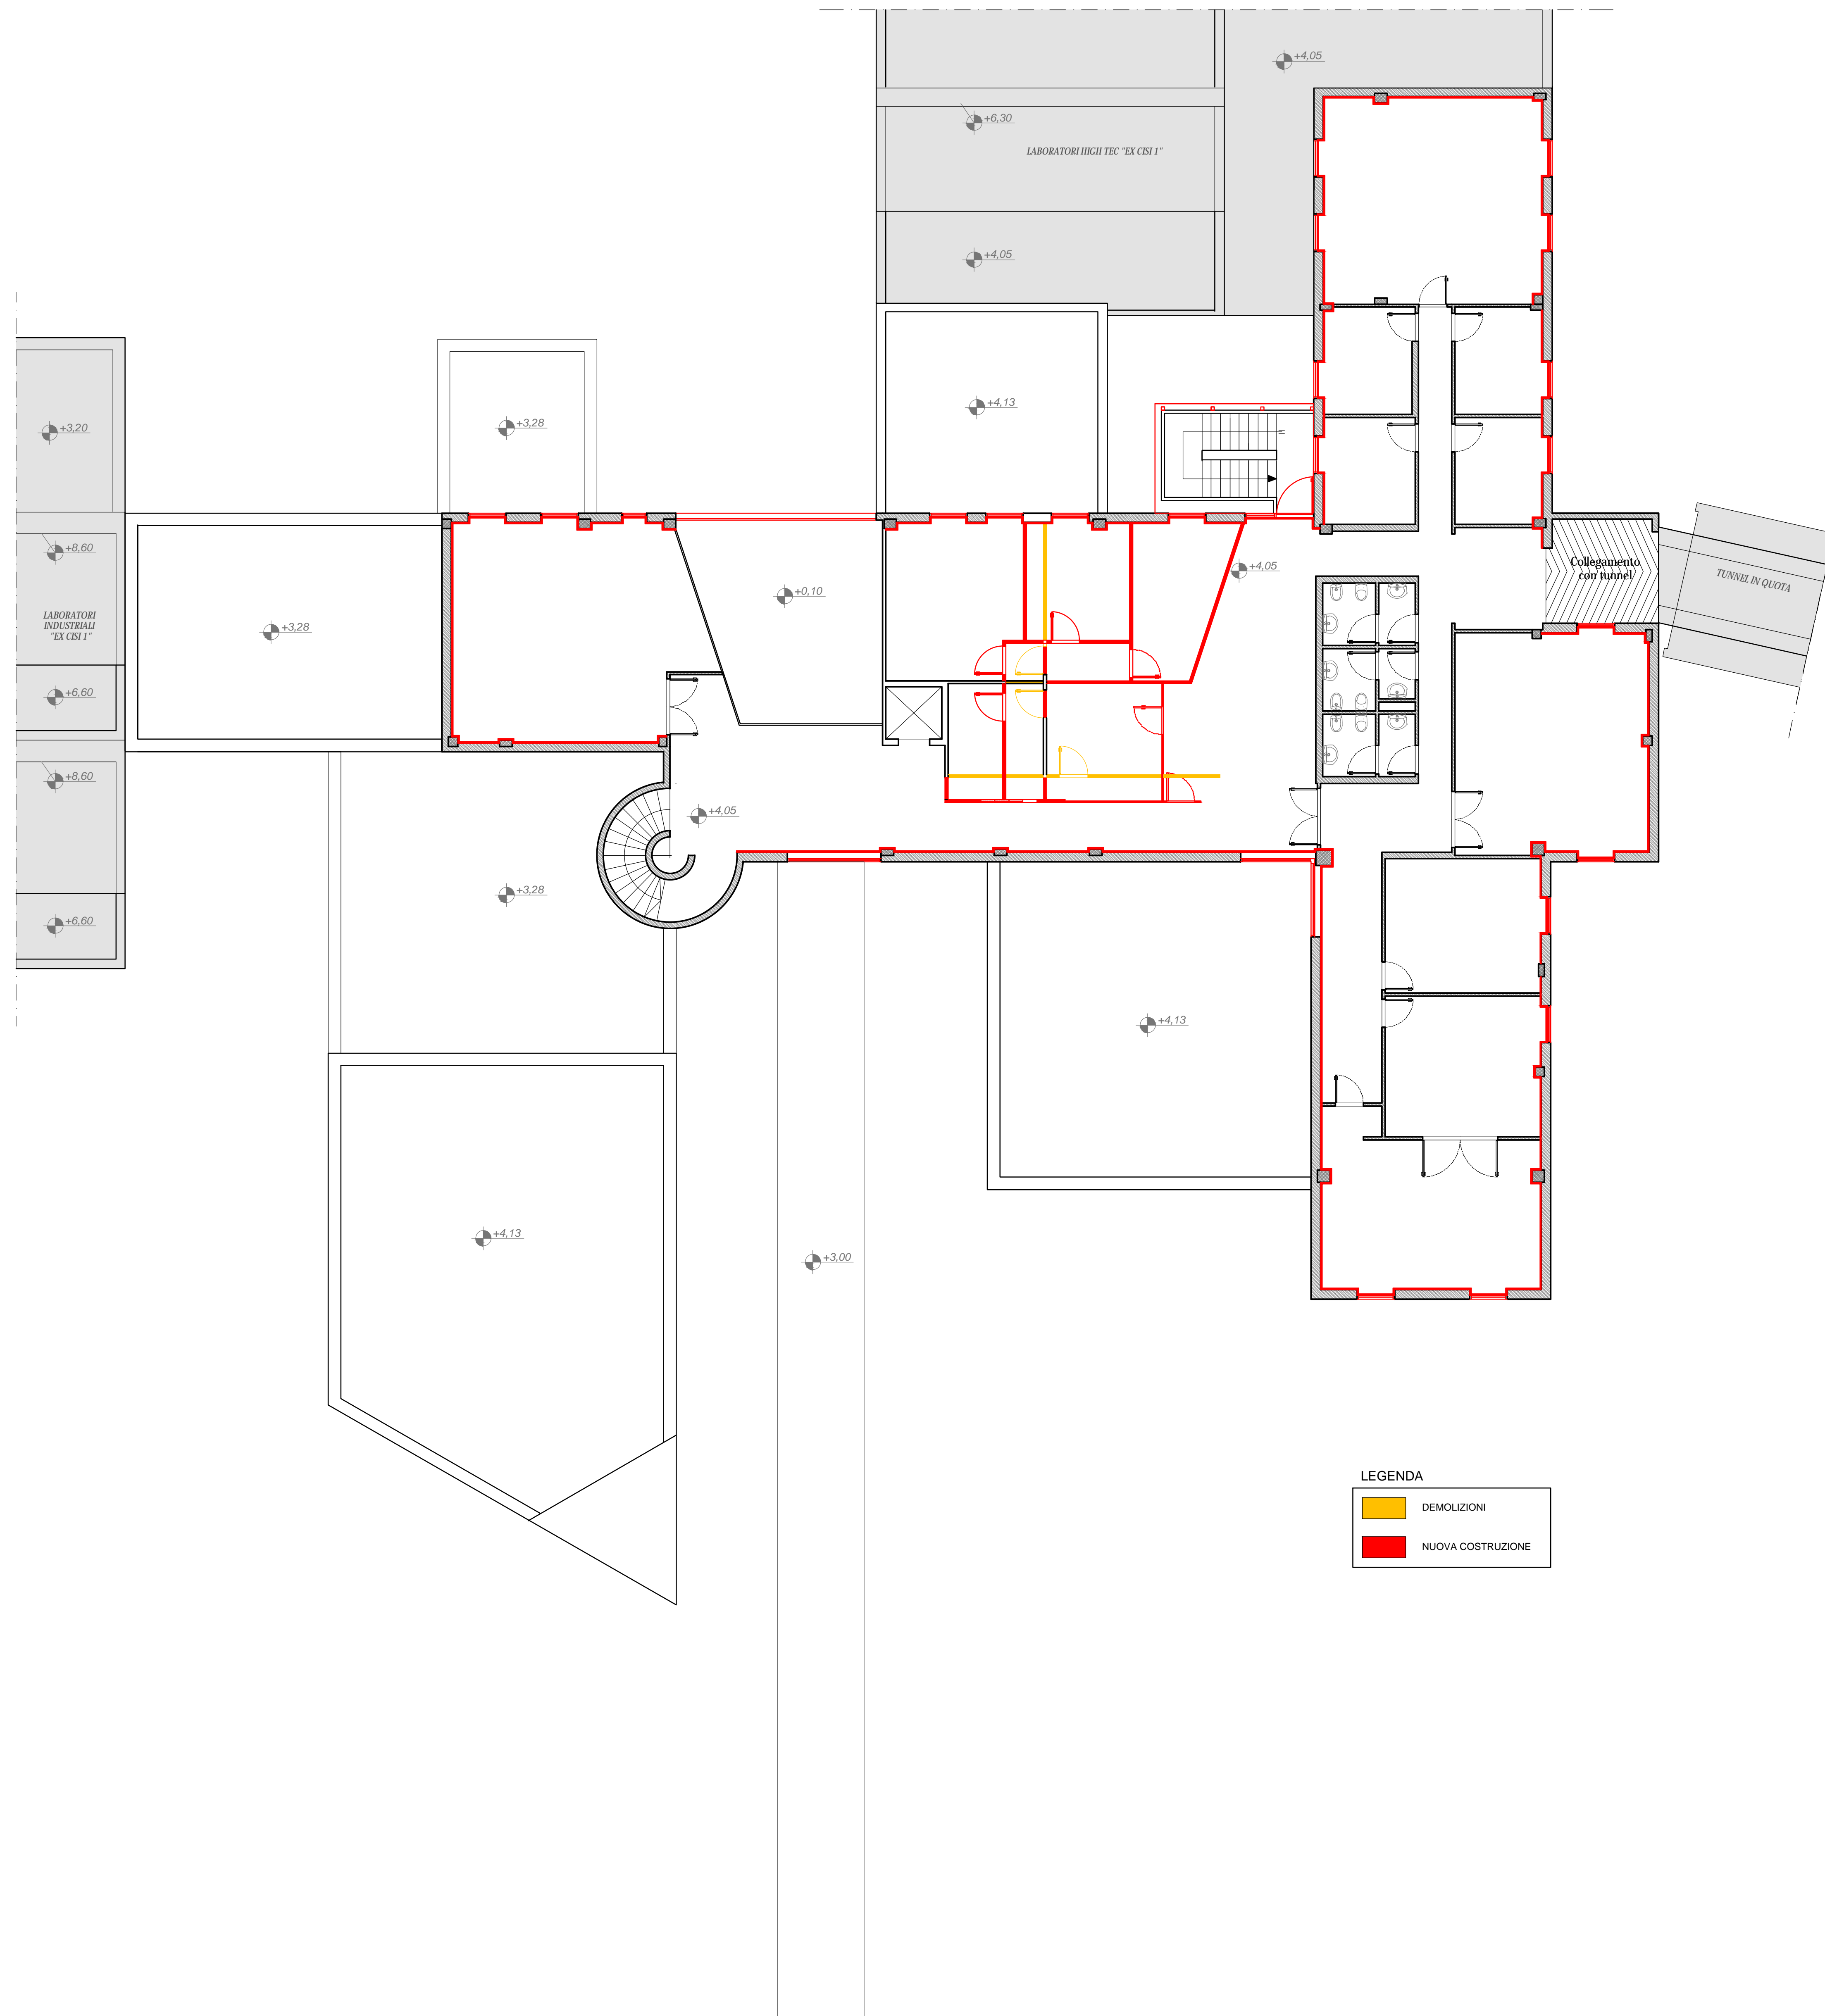 +4,05
+6,30
LABORATORI HIGH TEC "EX CISI 1"
+4,05
+4,13
+3,28
+3,20
+8,60
LABORATORI
INDUSTRIALI
"EX CISI 1"
+3,28
+0,10
+4,05
Collegamento
con tunnel
TUNNEL IN QUOTA
+6,60
+8,60
+4,05
+3,28
+6,60
+4,13
+4,13
+3,00
LEGENDA
DEMOLIZIONI
NUOVA COSTRUZIONE